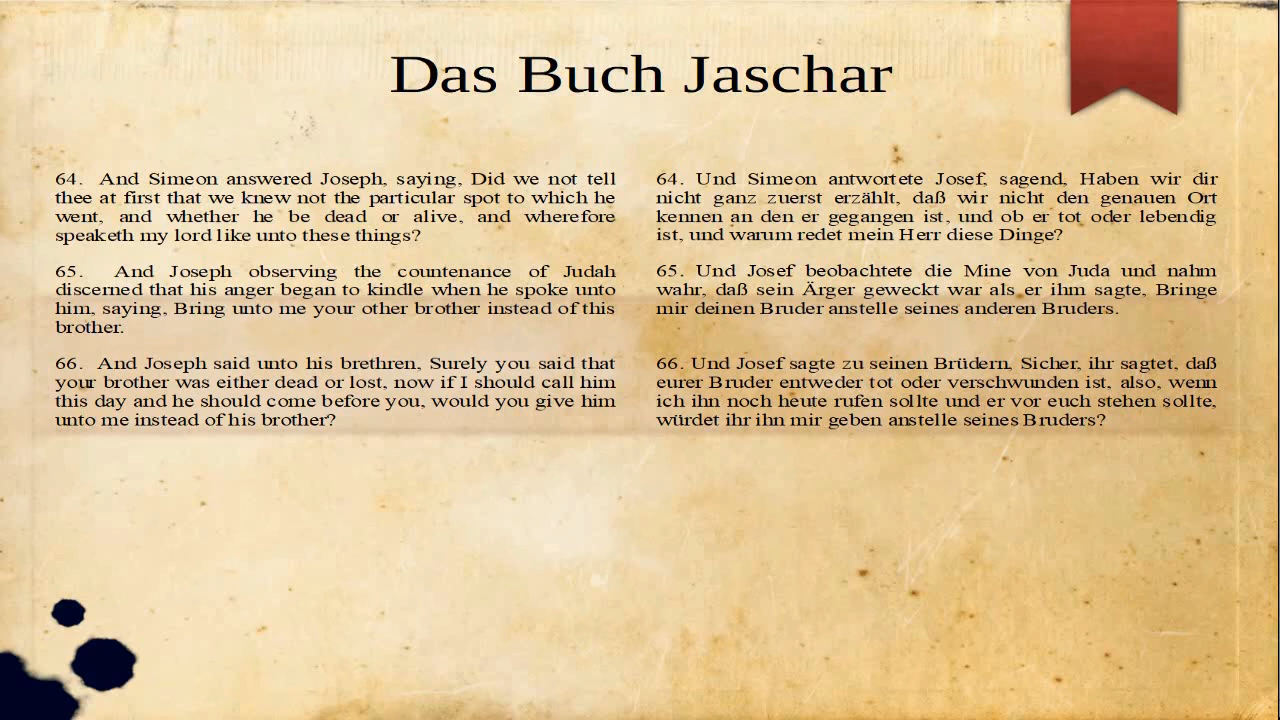 Das Buch Jaschar
64. And Simeon answered Joseph, saying, Did we not tell
thee at first that we knew not the particular spot to which he
went, and whether he be dead or alive, and wherefore
speaketh my lord like unto these things?
65. And Joseph observing the countenance of Judah
discerned that his anger began to kindle when he spoke unto
him, saying, Bring unto me your other brother instead of this
brother.
66. And Joseph said unto his brethren, Surely you said that
your brother was either dead or lost, now if I should call him
this day and he should come before you, would you give him
unto me instead of his brother?
64. Und Simeon antwortete Josef, sagend, Haben wir dir
nicht ganz zuerst erzählt, daß wir nicht den genauen Ort
kennen an den er gegangen ist, und ob er tot oder lebendig
ist, und warum redet mein Herr diese Dinge?
65. Und Josef beobachtete die Mine von Juda und nahm
wahr, daß sein Ärger geweckt war als er ihm sagte, Bringe
mir deinen Bruder anstelle seines anderen Bruders.
66. Und Josef sagte zu seinen Brüdern, Sicher, ihr sagtet, daß
eurer Bruder entweder tot oder verschwunden ist, also, wenn
ich ihn noch heute rufen sollte und er vor euch stehen sollte,
würdet ihr ihn mir geben anstelle seines Bruders?